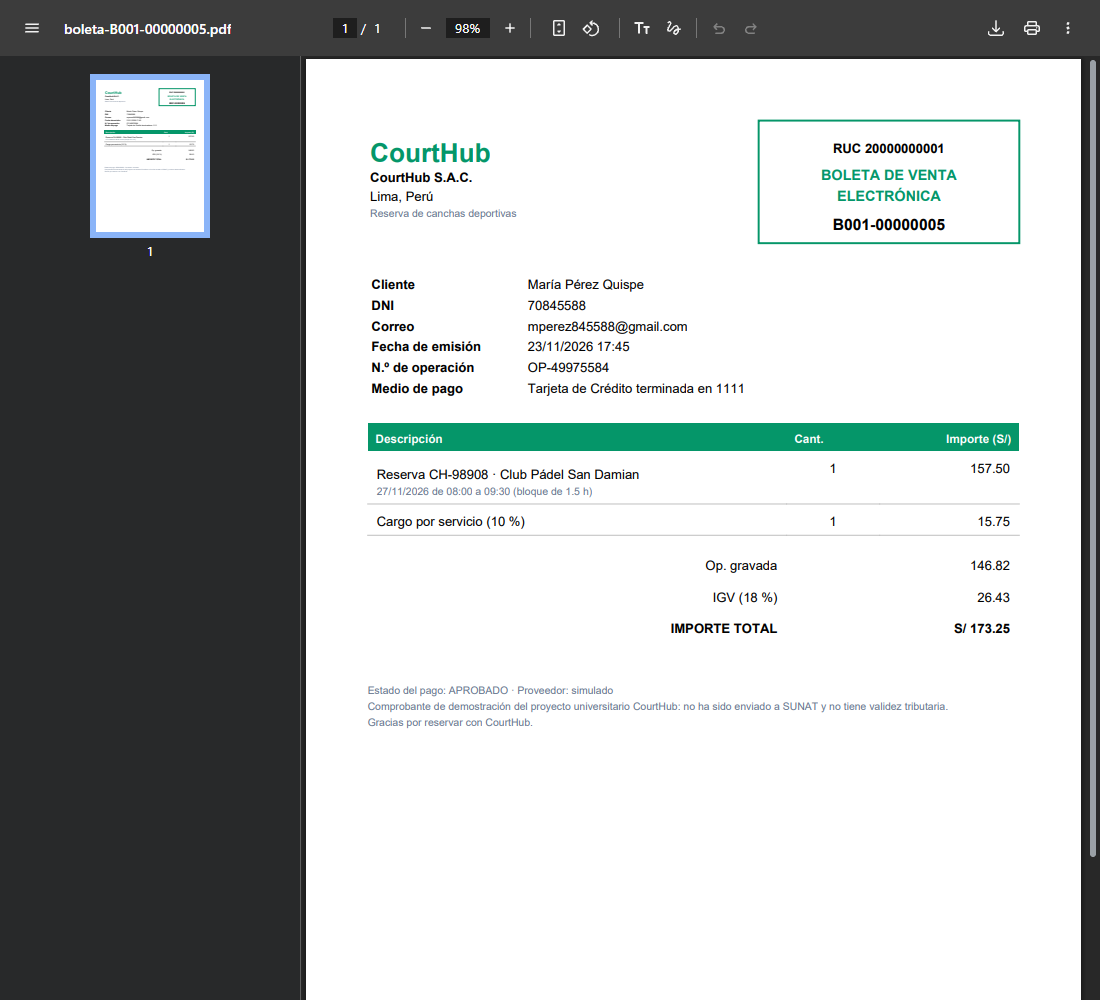 boleta-B001-00000005.pdf
1 / 1
98%
1
CourtHub
CourtHub S.A.C.
Lima, Perú
Reserva de canchas deportivas
RUC 20000000001
BOLETA DE VENTA
ELECTRÓNICA
B001-00000005
Cliente María Pérez Quispe
DNI 70845588
Correo mperez845588@gmail.com
Fecha de emisión 23/11/2026 17:45
N.º de operación OP-49975584
Medio de pago Tarjeta de Crédito terminada en 1111
Descripción Cant. Importe (S/)
Reserva CH-98908 · Club Pádel San Damian 1 157.50
27/11/2026 de 08:00 a 09:30 (bloque de 1.5 h)
Cargo por servicio (10 %) 1 15.75
Op. gravada 146.82
IGV (18 %) 26.43
IMPORTE TOTAL S/ 173.25
Estado del pago: APROBADO · Proveedor: simulado
Comprobante de demostración del proyecto universitario CourtHub: no ha sido enviado a SUNAT y no tiene validez tributaria.
Gracias por reservar con CourtHub.